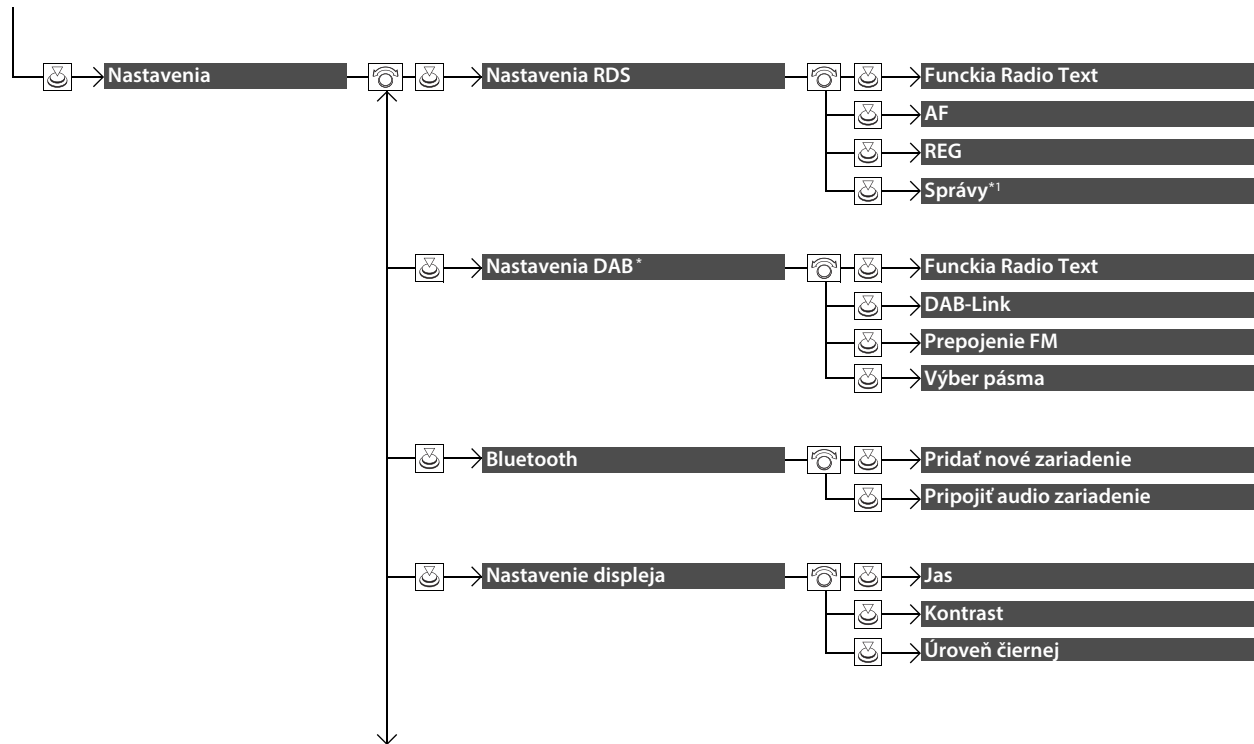 Nastavenia
Nastavenia RDS
Funckia Radio Text
AF
REG
Správy*1
Nastavenia DAB*
Funckia Radio Text
DAB-Link
Prepojenie FM
Výber pásma
Bluetooth
Pridať nové zariadenie
Pripojiť audio zariadenie
Nastavenie displeja
Jas
Kontrast
Úroveň čiernej